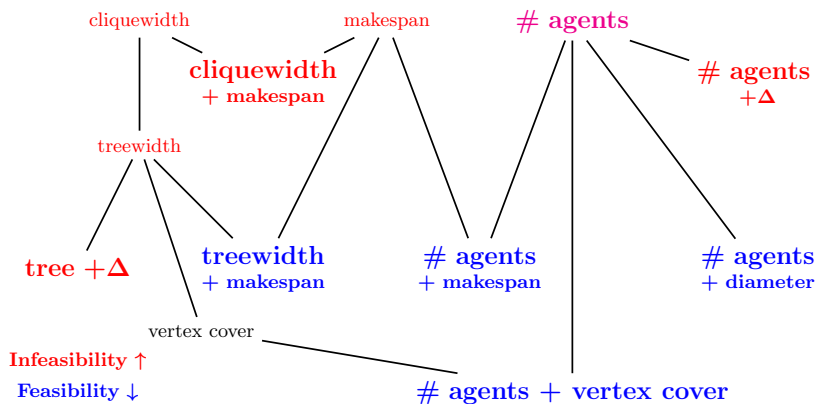 cliquewidth
makespan
# agents
cliquewidth
+ makespan
# agents
+Δ
treewidth
tree +Δ
treewidth
+ makespan
# agents
+ makespan
# agents
+ diameter
vertex cover
Infeasibility ↑
Feasibility ↓
# agents + vertex cover